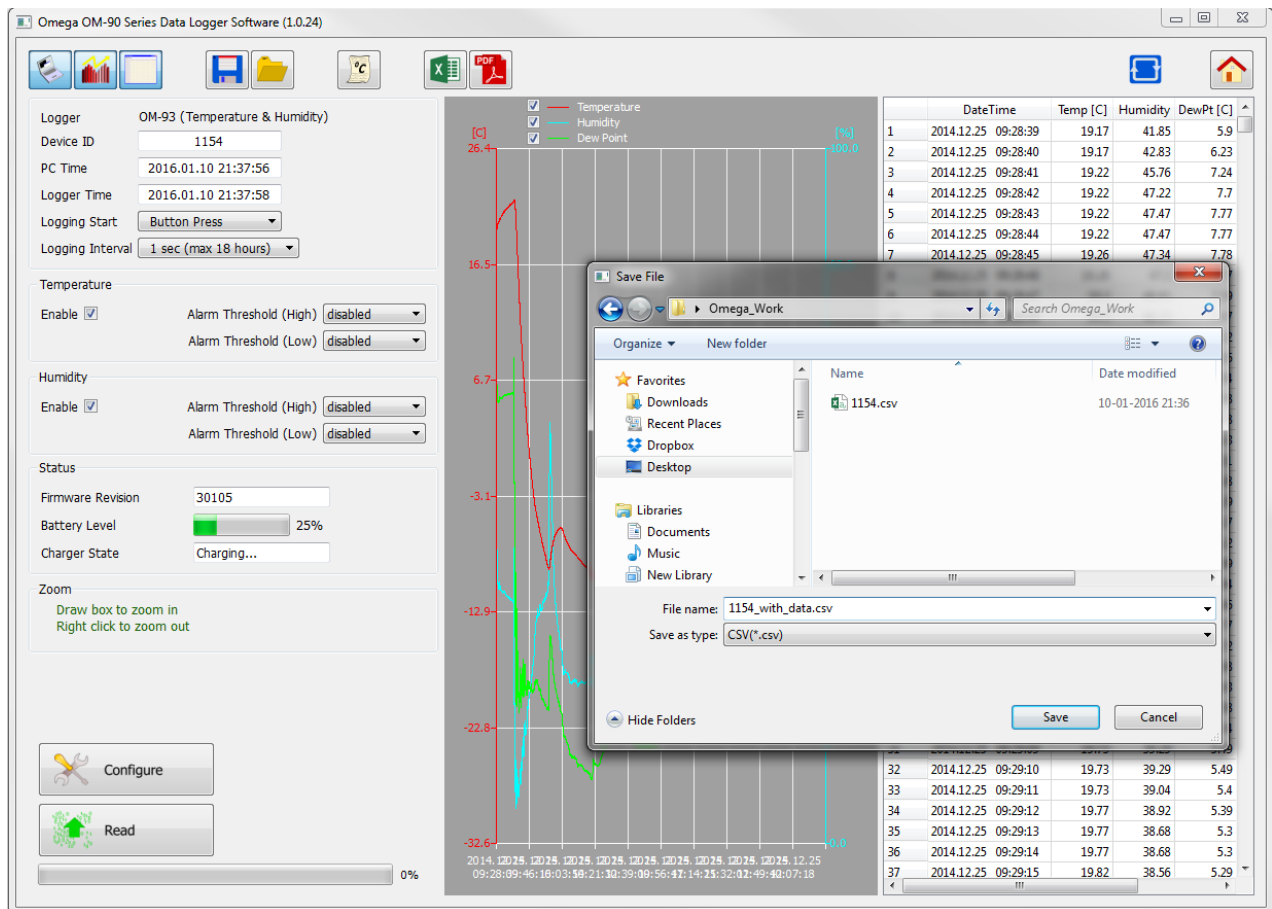 Omega OM-90 Series Data Logger Software (1.0.24)
°C
X
PDF
Logger OM-93 (Temperature & Humidity)
Device ID 1154
PC Time 2016.01.10 21:37:56
Logger Time 2016.01.10 21:37:58
Logging Start Button Press
Logging Interval 1 sec (max 18 hours)
Temperature
Enable Alarm Threshold (High) disabled
Alarm Threshold (Low) disabled
Humidity
Enable Alarm Threshold (High) disabled
Alarm Threshold (Low) disabled
Status
Firmware Revision 30105
Battery Level 25%
Charger State Charging...
Zoom
Draw box to zoom in
Right click to zoom out
Configure
Read
0%
Temperature
Humidity
Dew Point
[C] [%]
26.4 100.0
16.5
6.7
-3.1
-12.9
-22.8
-32.6 0.0
DateTime Temp [C] Humidity DewPt [C]
1 2014.12.25 09:28:39 19.17 41.85 5.9
2 2014.12.25 09:28:40 19.17 42.83 6.23
3 2014.12.25 09:28:41 19.22 45.76 7.24
4 2014.12.25 09:28:42 19.22 47.22 7.7
5 2014.12.25 09:28:43 19.22 47.47 7.77
6 2014.12.25 09:28:44 19.22 47.47 7.77
7 2014.12.25 09:28:45 19.26 47.34 7.78
Save File
Omega_Work Search Omega_Work
Organize New folder
Favorites
Downloads
Recent Places
Dropbox
Desktop
Libraries
Documents
Music
New Library
Name Date modified
1154.csv 10-01-2016 21:36
File name: 1154_with_data.csv
Save as type: CSV(*.csv)
Hide Folders Save Cancel
32 2014.12.25 09:29:10 19.73 39.29 5.49
33 2014.12.25 09:29:11 19.73 39.04 5.4
34 2014.12.25 09:29:12 19.77 38.92 5.39
35 2014.12.25 09:29:13 19.77 38.68 5.3
36 2014.12.25 09:29:14 19.77 38.68 5.3
37 2014.12.25 09:29:15 19.82 38.56 5.29